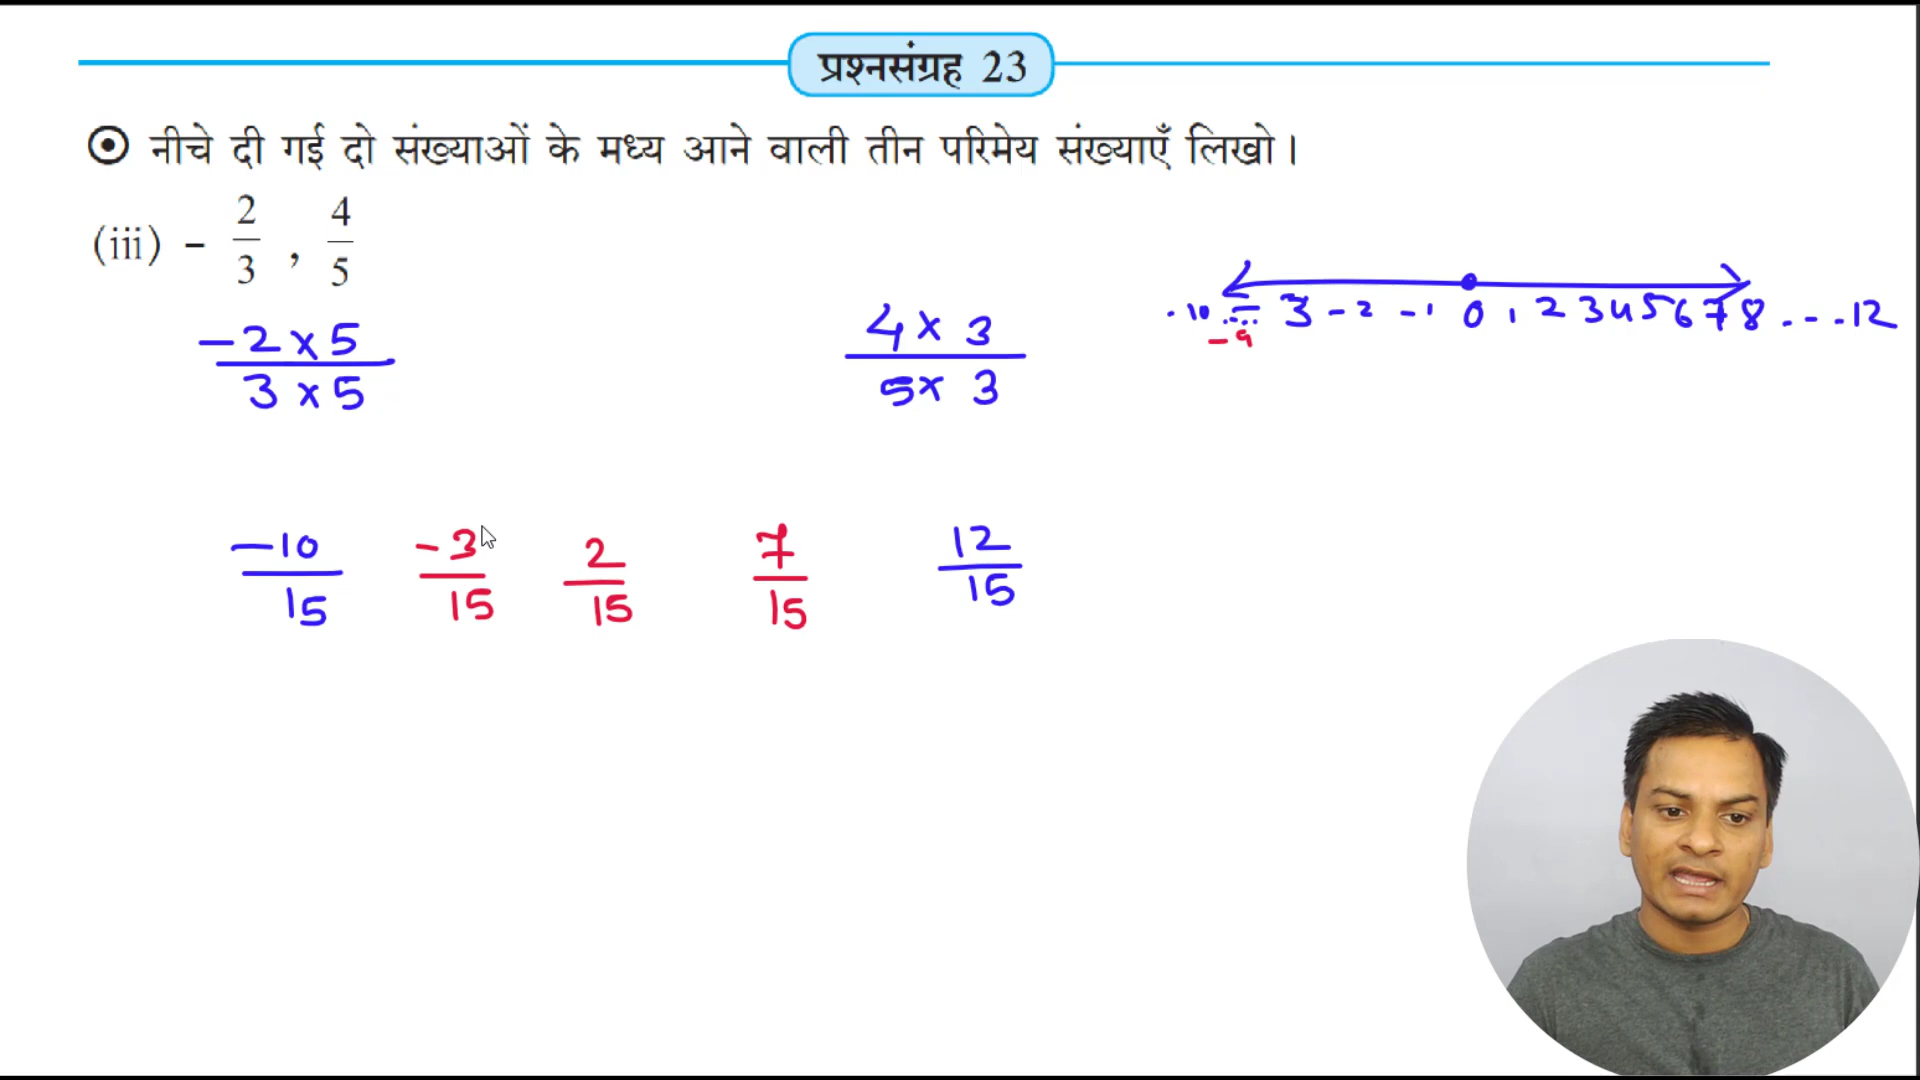 प्रश्नसंग्रह 23
नीचे दी गई दो संख्याओं के मध्य आने वाली तीन परिमेय संख्याएँ लिखो।
(iii) - 2/3 , 4/5
-2 × 5 / 3 × 5
4 × 3 / 5 × 3
-10 ... -3 -2 -1 0 1 2 3 4 5 6 7 8 ... 12
-9
-10/15 -3/15 2/15 7/15 12/15